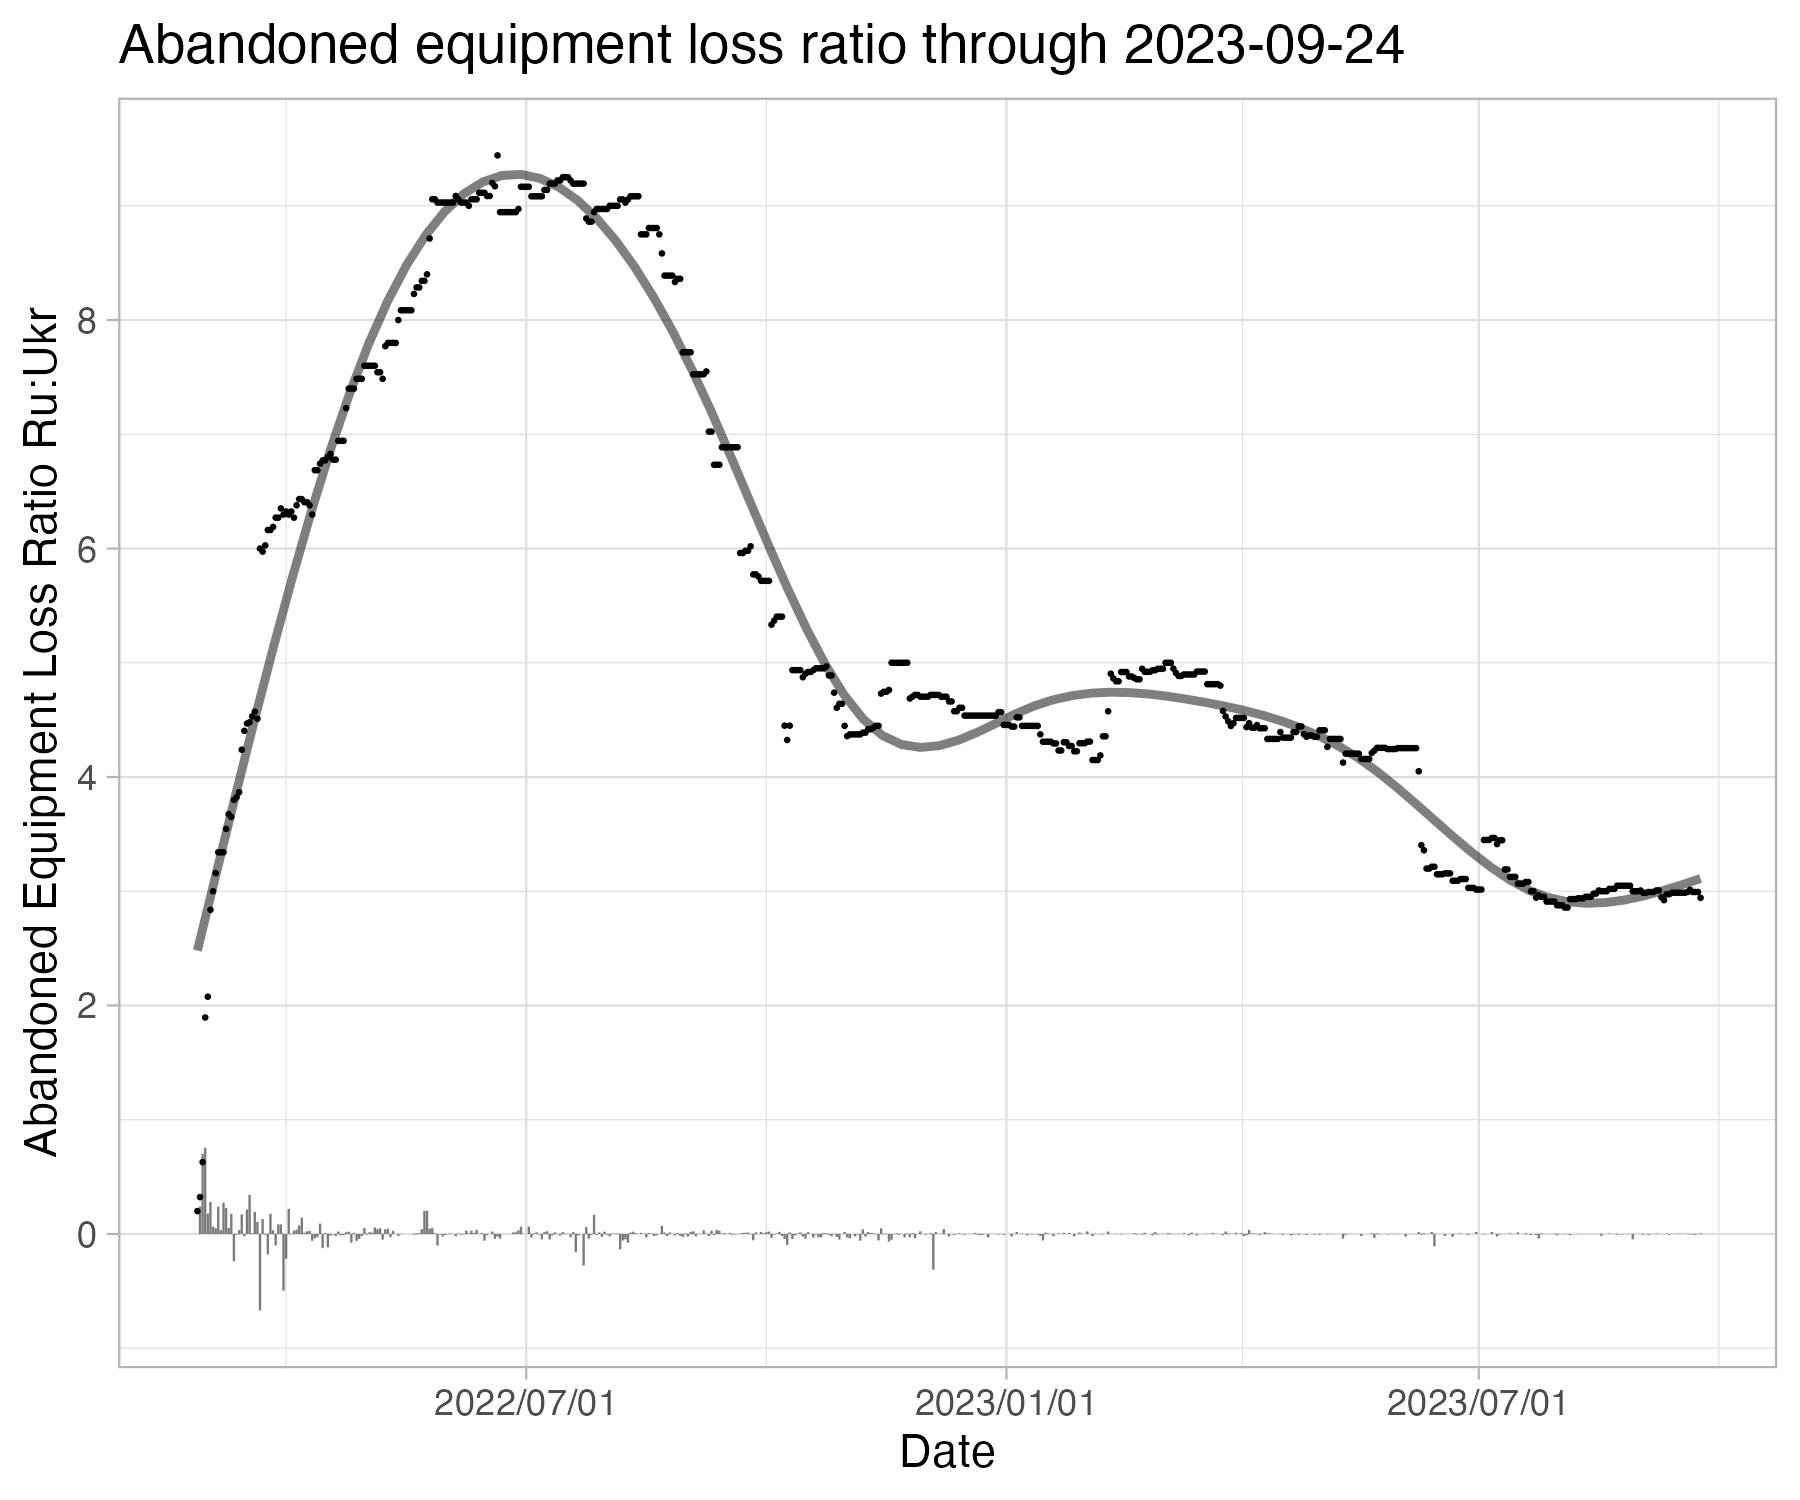 Abandoned equipment loss ratio through 2023-09-24
Abandoned Equipment Loss Ratio Ru:Ukr
8
6
4
2
0
2022/07/01
2023/01/01
2023/07/01
Date